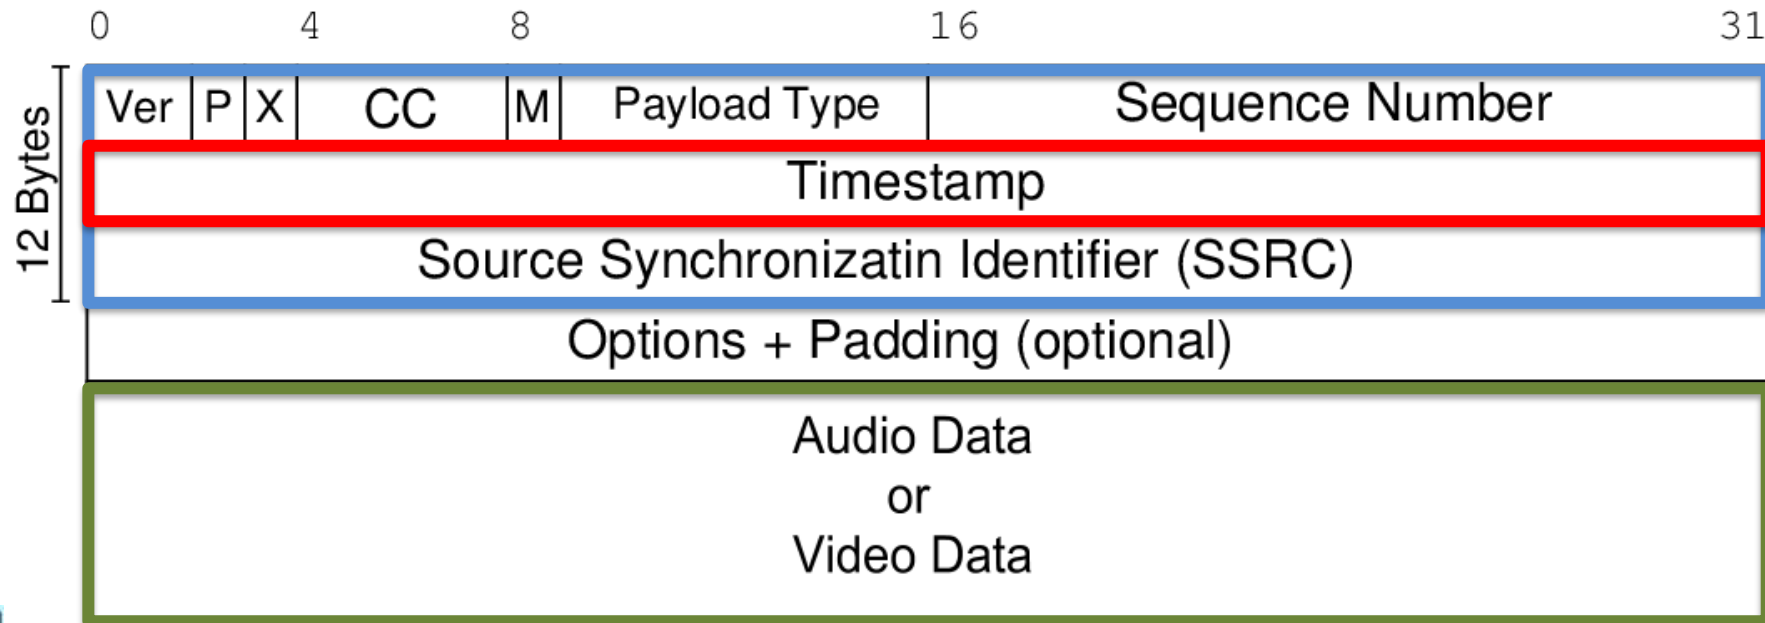 0 4 8 16 31
12 Bytes
Ver P X CC M Payload Type Sequence Number
Timestamp
Source Synchronizatin Identifier (SSRC)
Options + Padding (optional)
Audio Data
or
Video Data